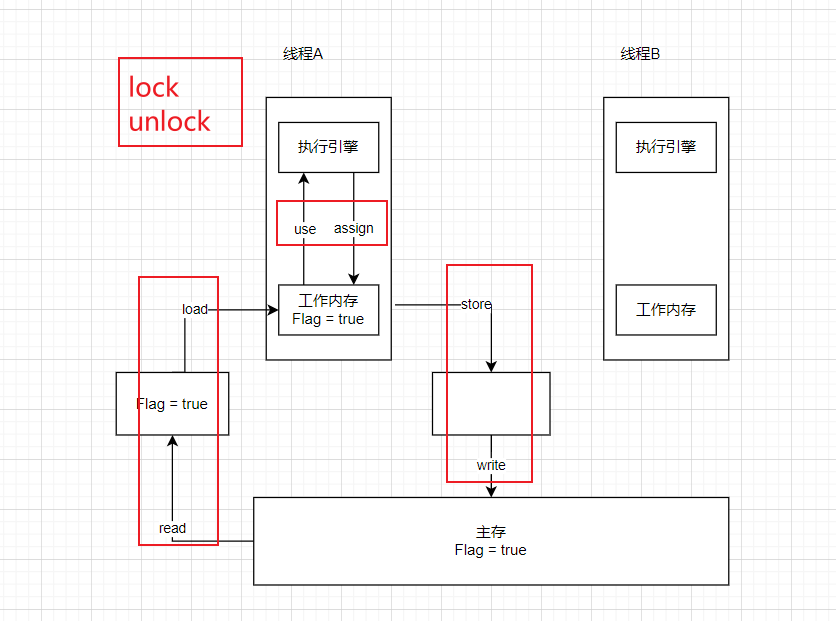 线程A
线程B
lock
unlock
执行引擎
执行引擎
use
assign
工作内存
Flag = true
工作内存
load
store
Flag = true
write
read
主存
Flag = true